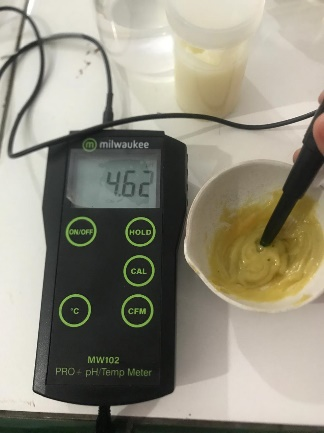 m milwaukee
4.62
ON/OFF HOLD
CAL
°C CFM
MW102
PRO+ pH/Temp Meter